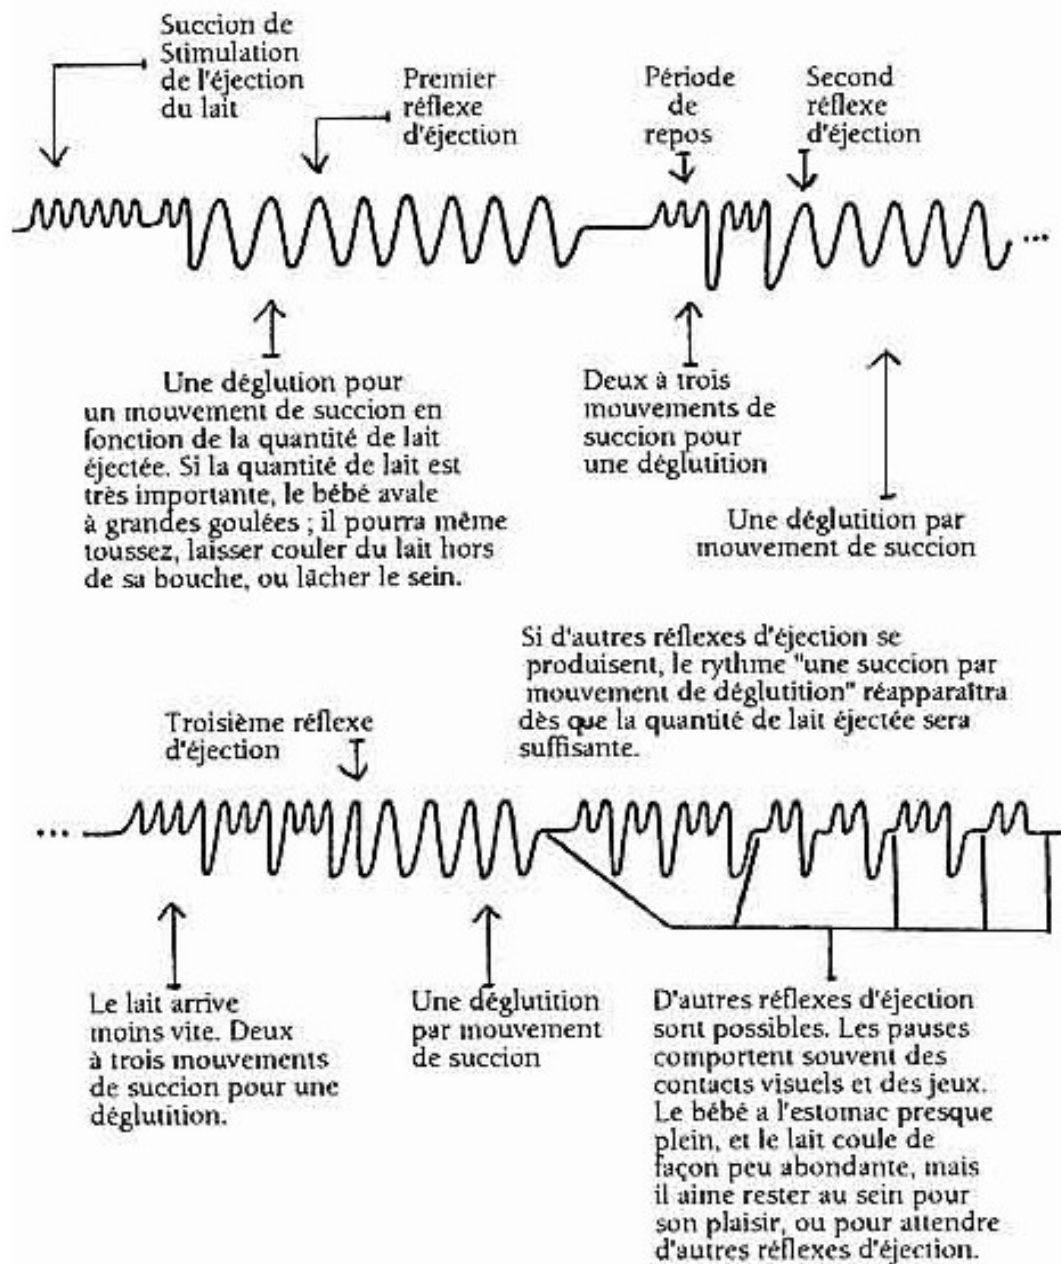 Succion de
Stimulation
de l'éjection
du lait
Premier
réflexe
d'éjection
Période
de
repos
Second
réflexe
d'éjection
...
Une déglution pour
un mouvement de succion en
fonction de la quantité de lait
éjectée. Si la quantité de lait est
très importante, le bébé avale
à grandes goulées ; il pourra même
toussez, laisser couler du lait hors
de sa bouche, ou lâcher le sein.
Deux à trois
mouvements de
succion pour
une déglutition
Une déglutition par
mouvement de succion
Si d'autres réflexes d'éjection se
produisent, le rythme "une succion par
mouvement de déglutition" réapparaîtra
dès que la quantité de lait éjectée sera
suffisante.
Troisième réflexe
d'éjection
...
Le lait arrive
moins vite. Deux
à trois mouvements
de succion pour une
déglutition.
Une déglutition
par mouvement
de succion
D'autres réflexes d'éjection
sont possibles. Les pauses
comportent souvent des
contacts visuels et des jeux.
Le bébé a l'estomac presque
plein, et le lait coule de
façon peu abondante, mais
il aime rester au sein pour
son plaisir, ou pour attendre
d'autres réflexes d'éjection.